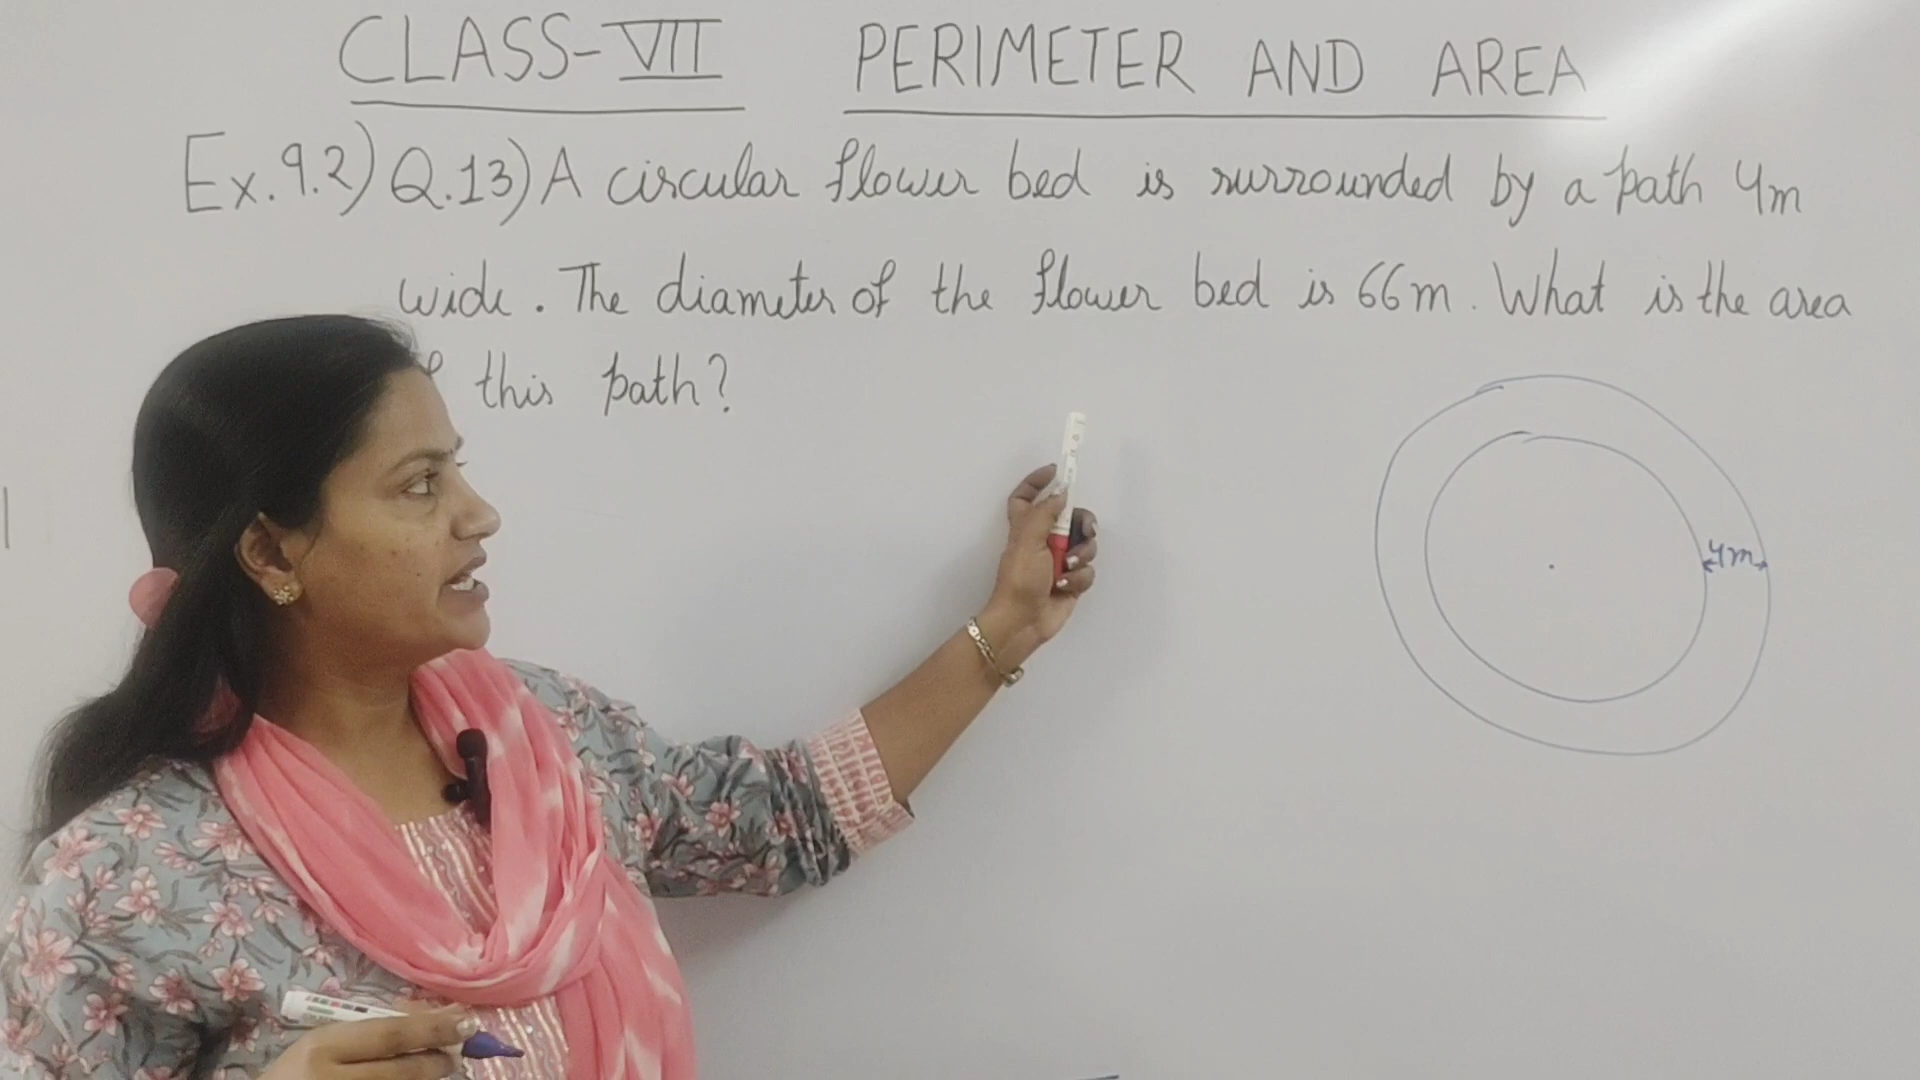 CLASS-VII PERIMETER AND AREA
Ex.9.2) Q.13) A circular flower bed is surrounded by a path 4m
wide. The diameter of the flower bed is 66m. What is the area
this path?
4m